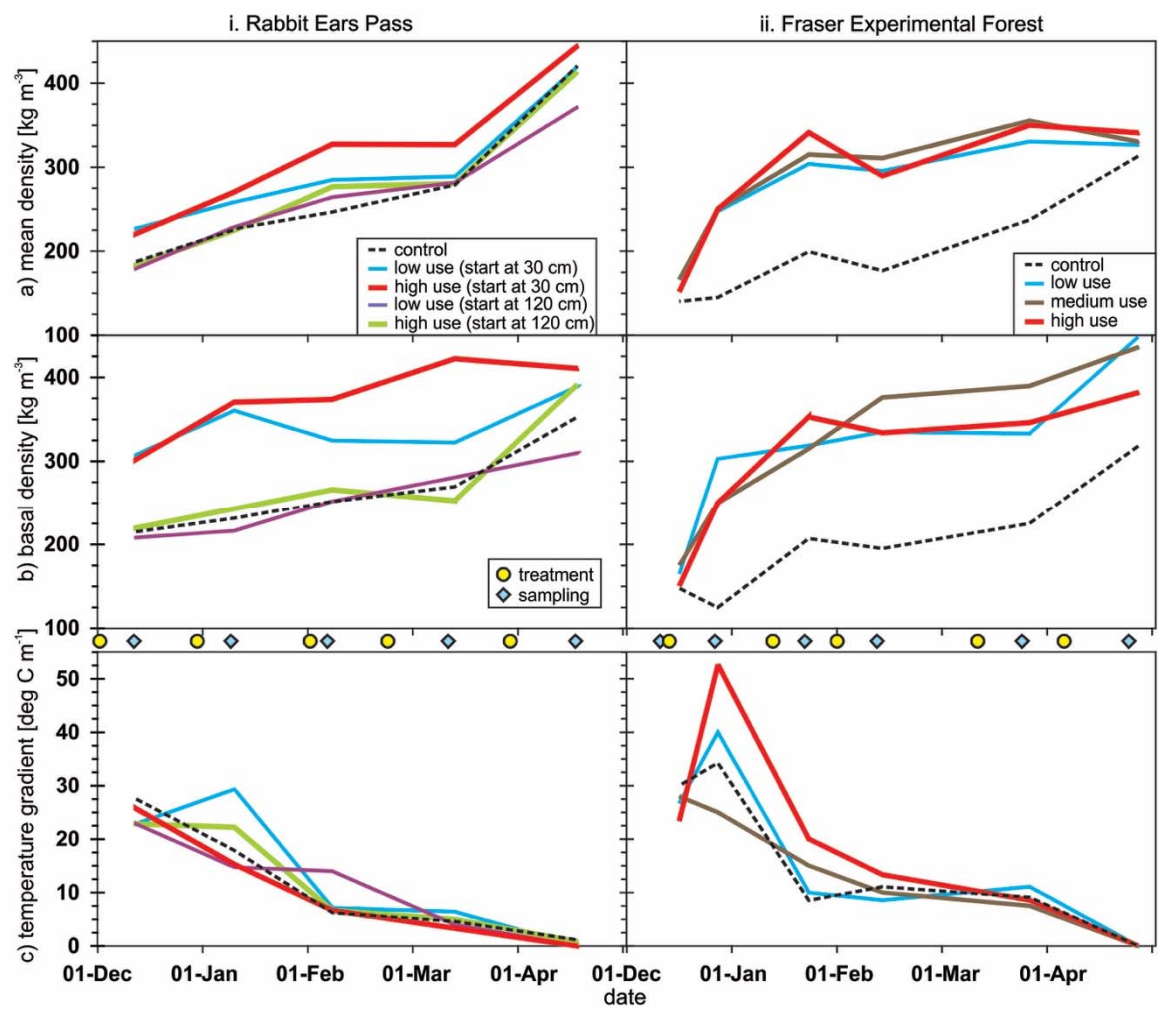 i. Rabbit Ears Pass
ii. Fraser Experimental Forest
a) mean density [kg m-3]
400
300
200
100
control
low use (start at 30 cm)
high use (start at 30 cm)
low use (start at 120 cm)
high use (start at 120 cm)
control
low use
medium use
high use
b) basal density [kg m-3]
400
300
200
100
treatment
sampling
c) temperature gradient [deg C m-1]
50
40
30
20
10
0
01-Dec 01-Jan 01-Feb 01-Mar 01-Apr 01-Dec 01-Jan 01-Feb 01-Mar 01-Apr
date